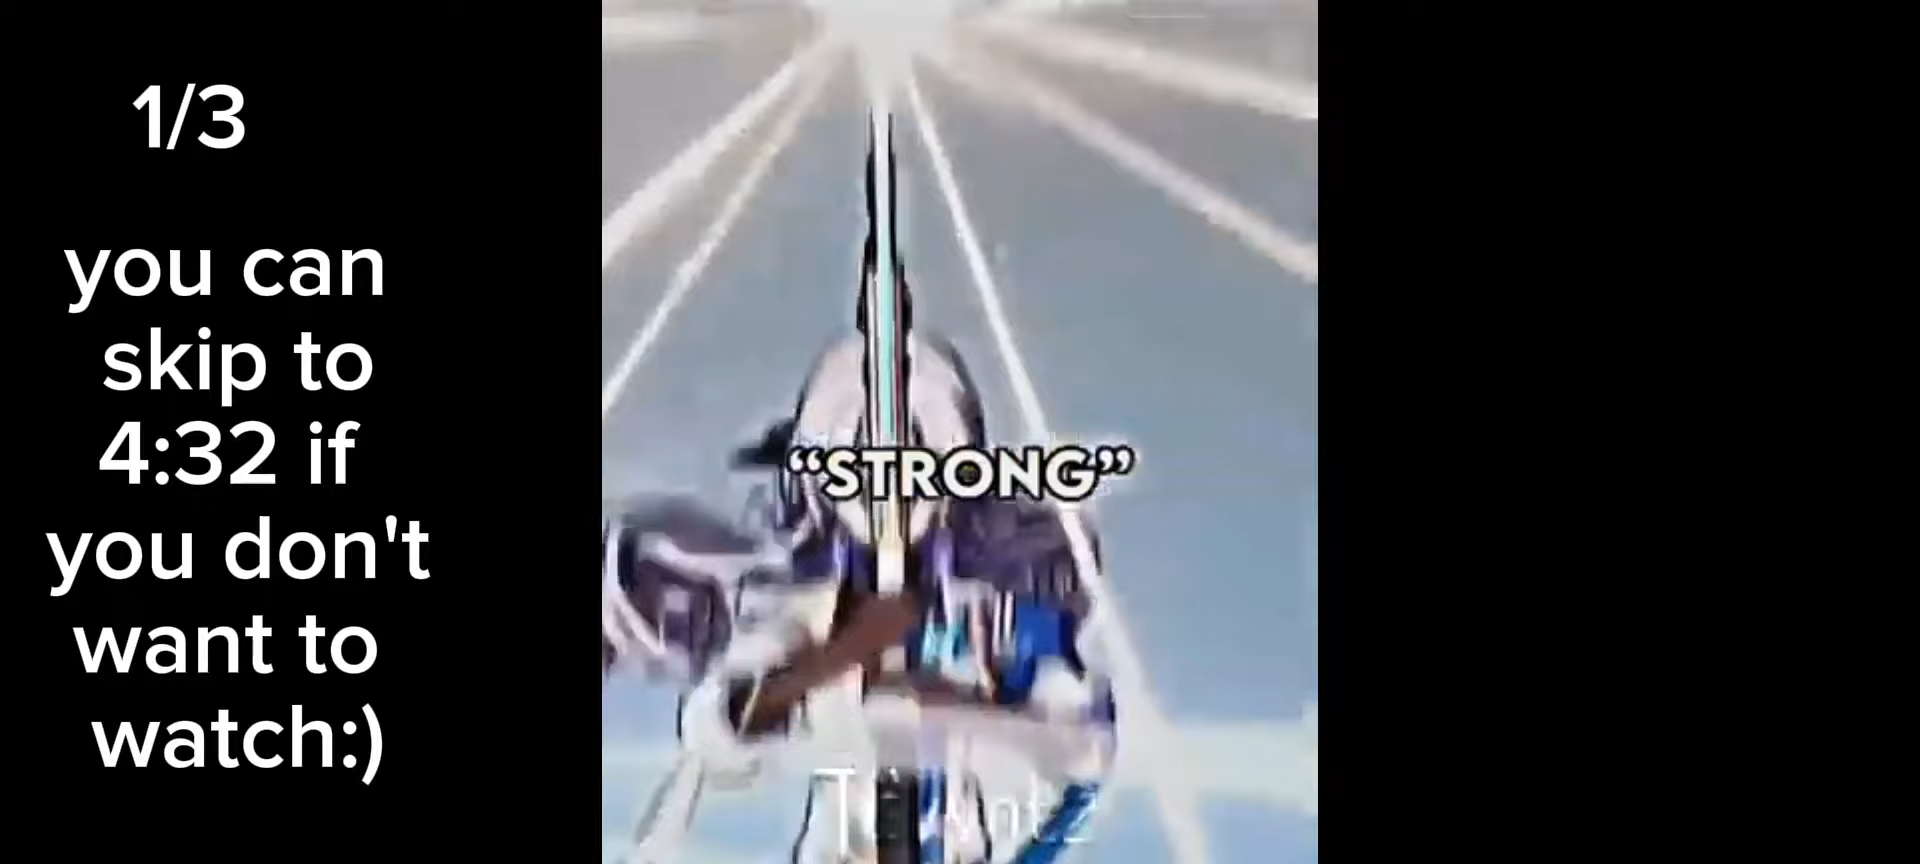 1/3
you can
skip to
4:32 if
you don't
want to
watch:)
“STRONG”